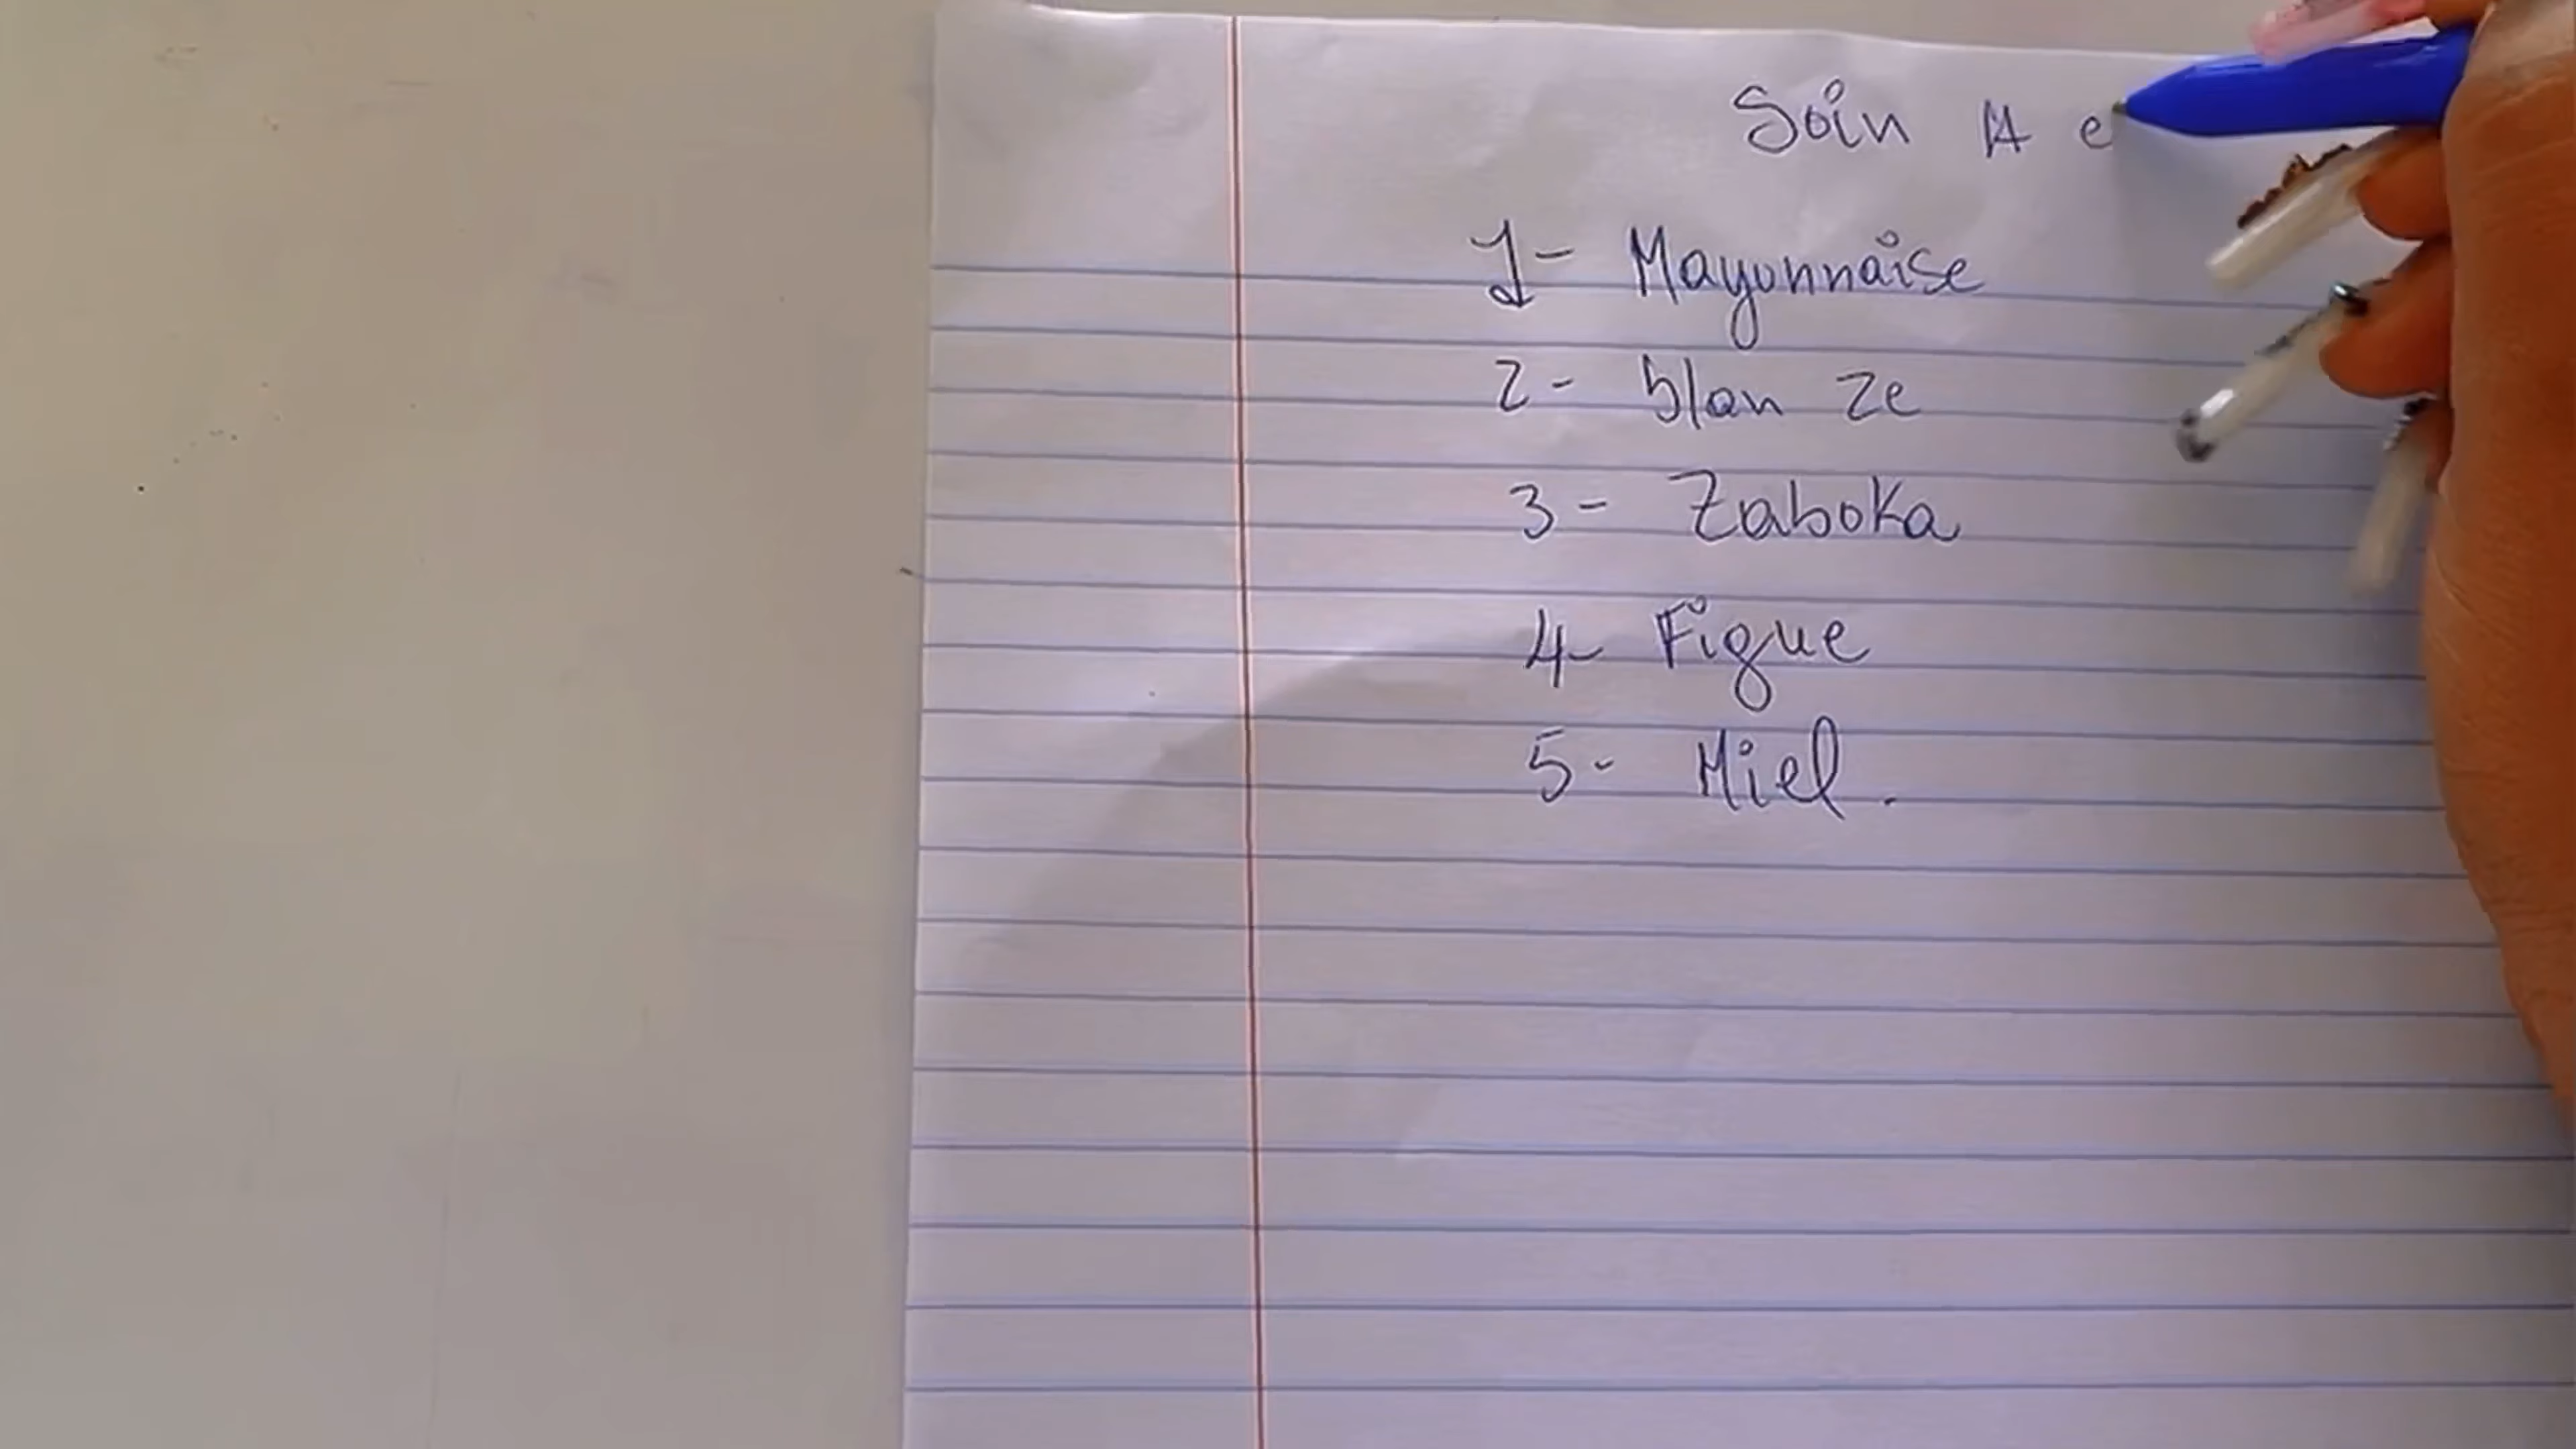 Soin A e
1- Mayonnaise
2- blan ze
3- Zaboka
4- Figue
5- Miel.